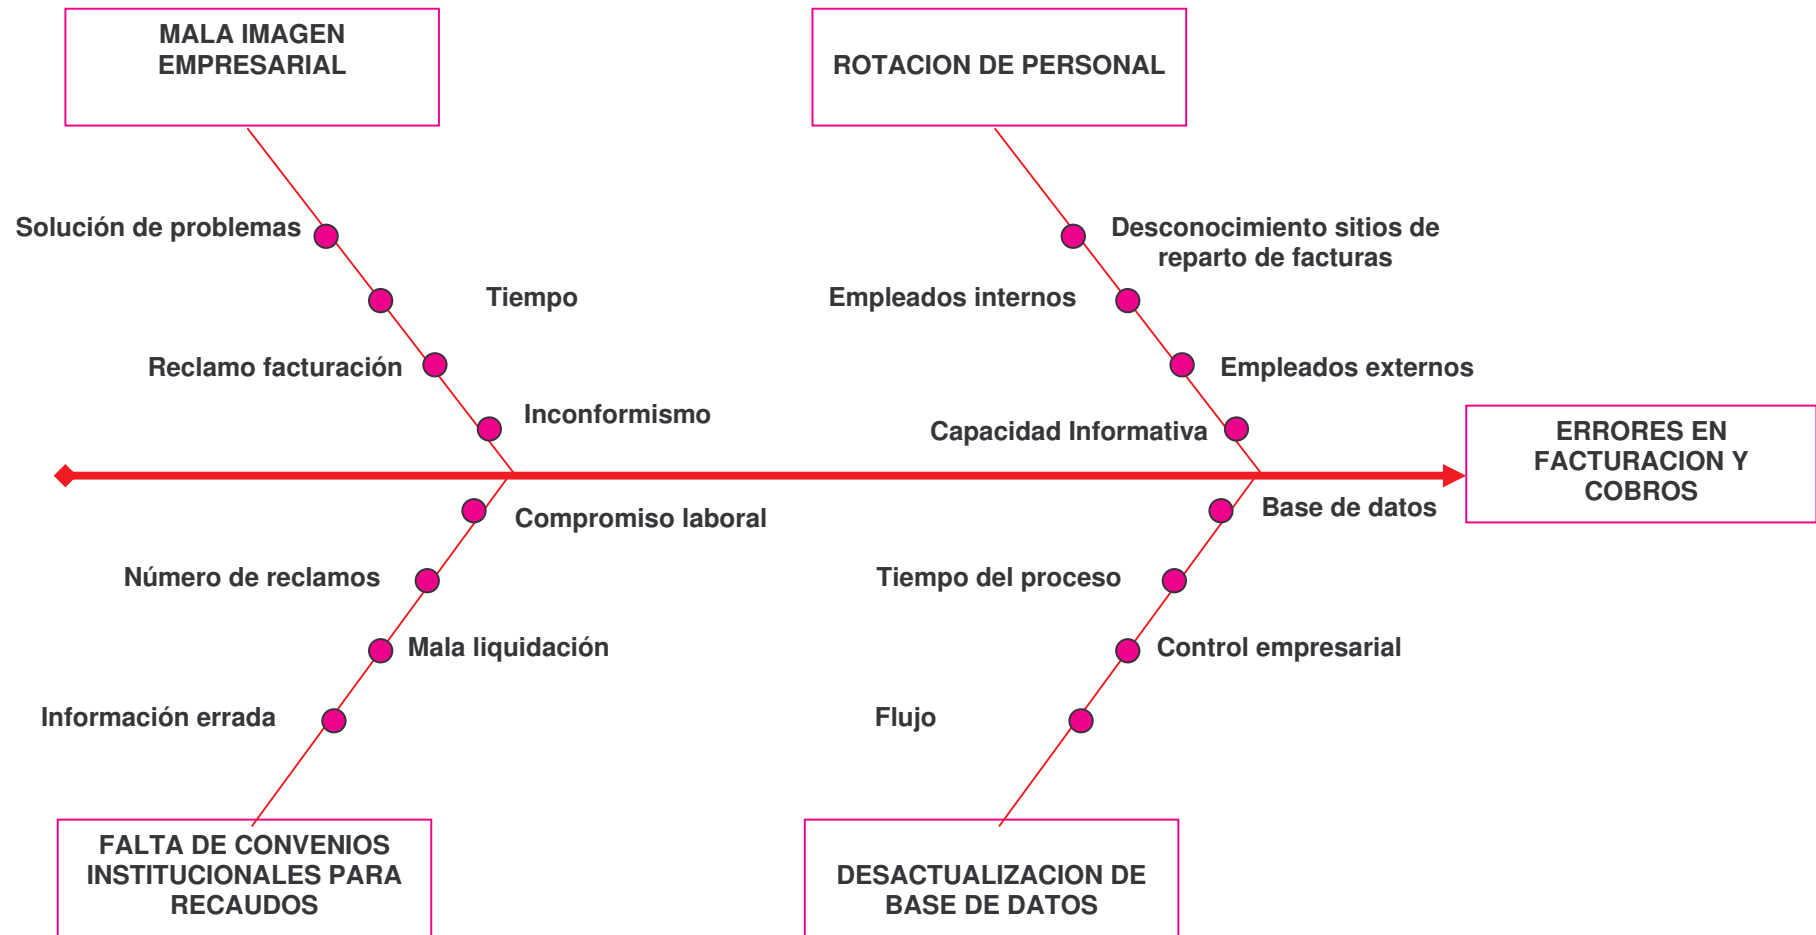 MALA IMAGEN
EMPRESARIAL
ROTACION DE PERSONAL
Solución de problemas
Desconocimiento sitios de
reparto de facturas
Tiempo
Empleados internos
Reclamo facturación
Empleados externos
Inconformismo
Capacidad Informativa
ERRORES EN
FACTURACION Y
COBROS
Compromiso laboral
Base de datos
Número de reclamos
Tiempo del proceso
Mala liquidación
Control empresarial
Información errada
Flujo
FALTA DE CONVENIOS
INSTITUCIONALES PARA
RECAUDOS
DESACTUALIZACION DE
BASE DE DATOS